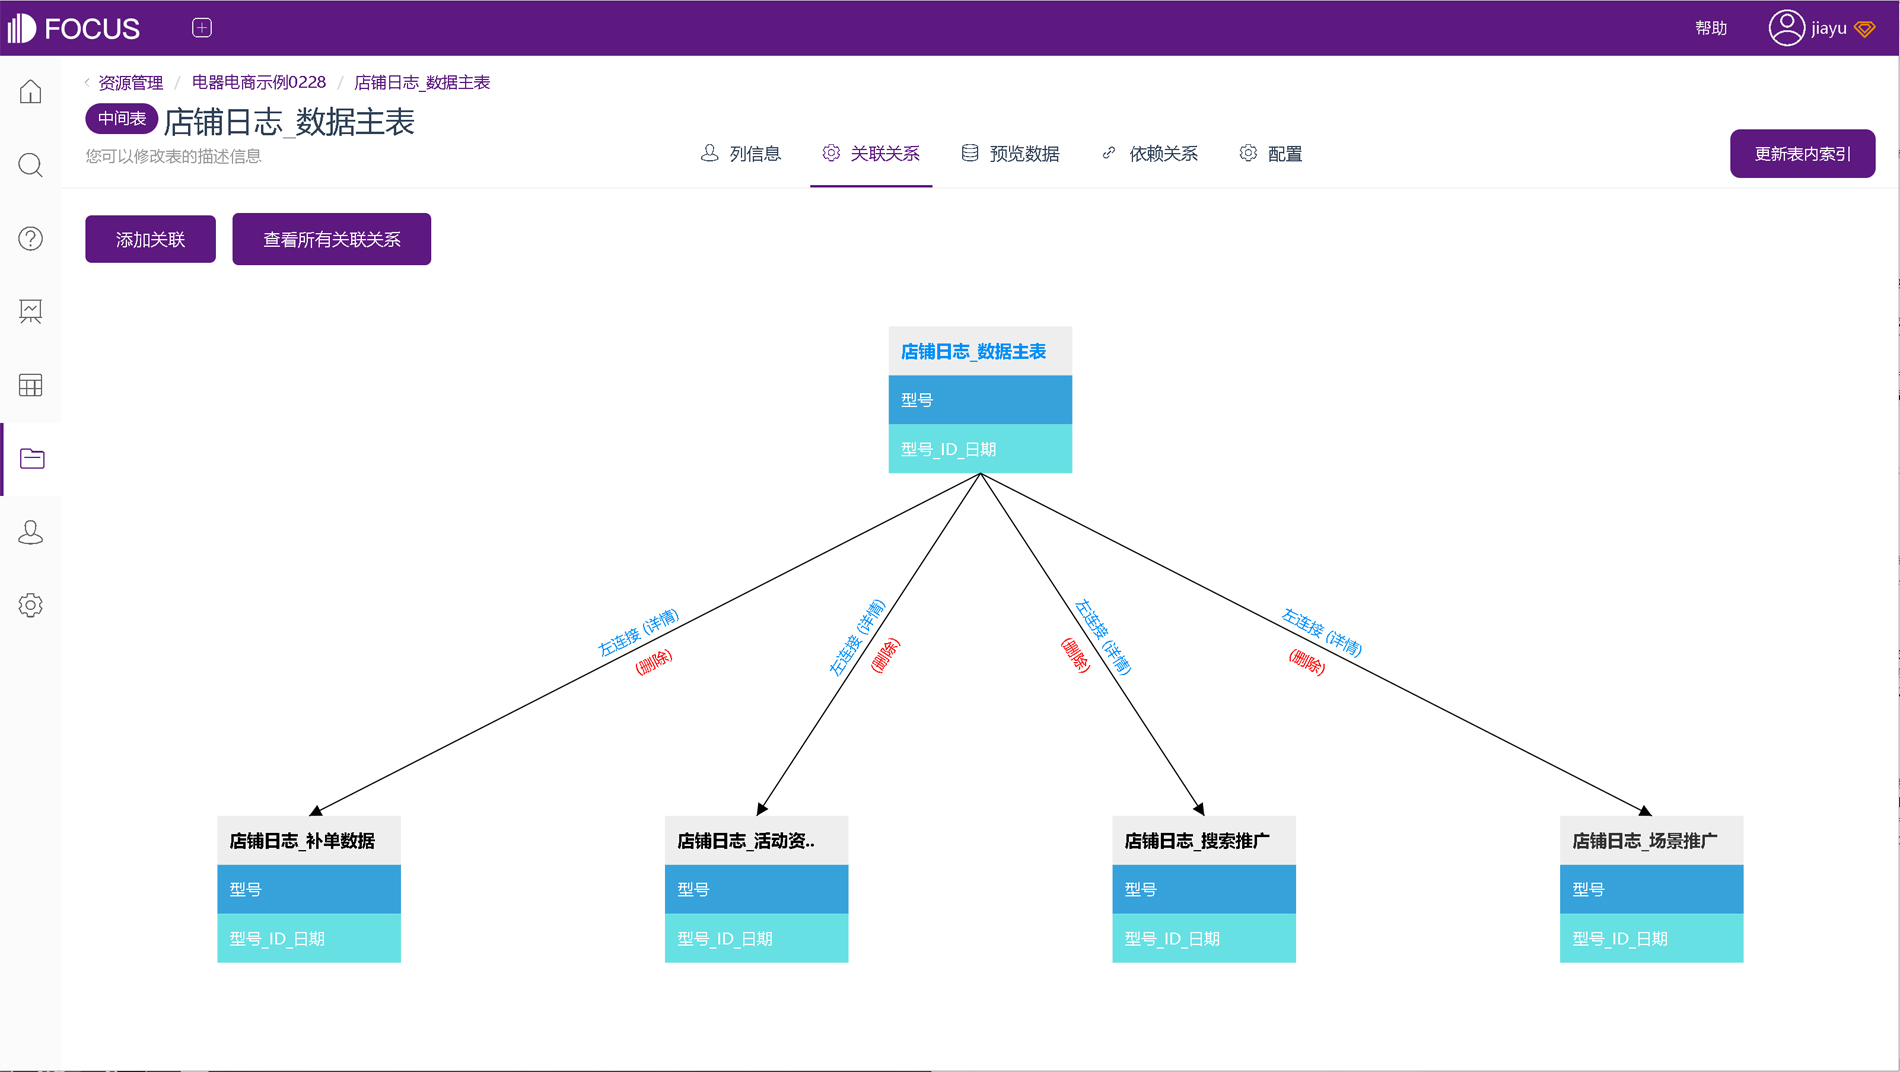 FOCUS
帮助
jiayu
资源管理 / 电器电商示例0228 / 店铺日志_数据主表
中间表 店铺日志_数据主表
您可以修改表的描述信息
列信息 关联关系 预览数据 依赖关系 配置
更新表内索引
添加关联 查看所有关联关系
店铺日志_数据主表
型号
型号_ID_日期
左连接 (详情)
(删除)
左连接 (详情)
(删除)
左连接 (详情)
(删除)
左连接 (详情)
(删除)
店铺日志_补单数据
型号
型号_ID_日期
店铺日志_活动资..
型号
型号_ID_日期
店铺日志_搜索推广
型号
型号_ID_日期
店铺日志_场景推广
型号
型号_ID_日期